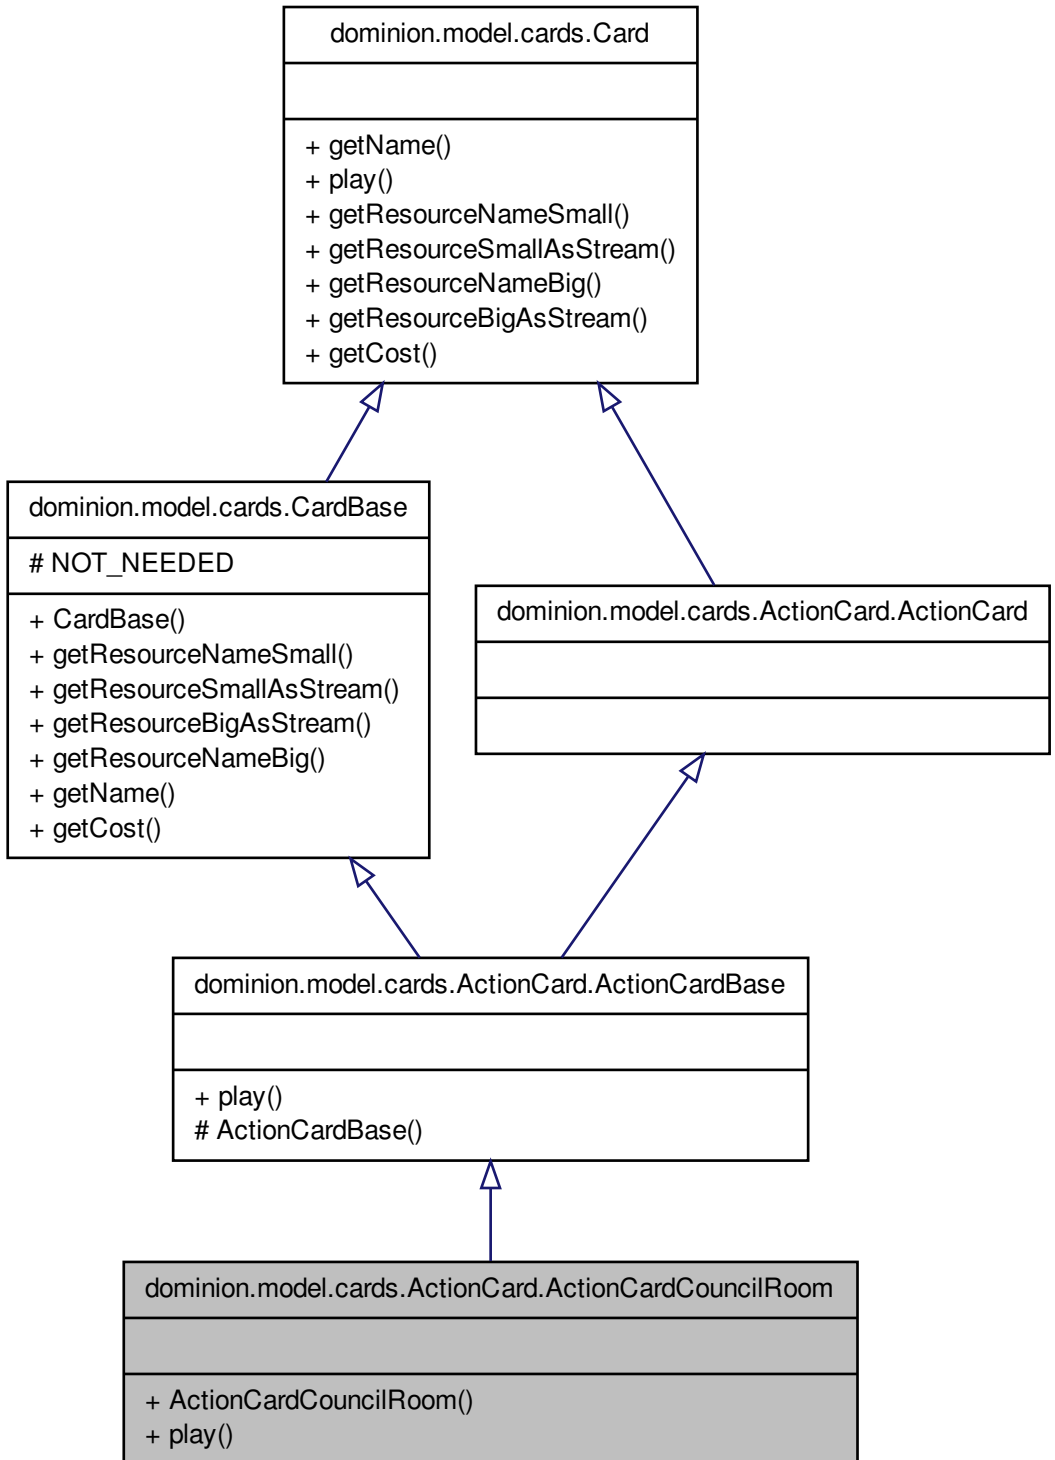 dominion.model.cards.Card
+ getName()
+ play()
+ getResourceNameSmall()
+ getResourceSmallAsStream()
+ getResourceNameBig()
+ getResourceBigAsStream()
+ getCost()
dominion.model.cards.CardBase
# NOT_NEEDED
+ CardBase()
+ getResourceNameSmall()
+ getResourceSmallAsStream()
+ getResourceBigAsStream()
+ getResourceNameBig()
+ getName()
+ getCost()
dominion.model.cards.ActionCard.ActionCard
dominion.model.cards.ActionCard.ActionCardBase
+ play()
# ActionCardBase()
dominion.model.cards.ActionCard.ActionCardCouncilRoom
+ ActionCardCouncilRoom()
+ play()